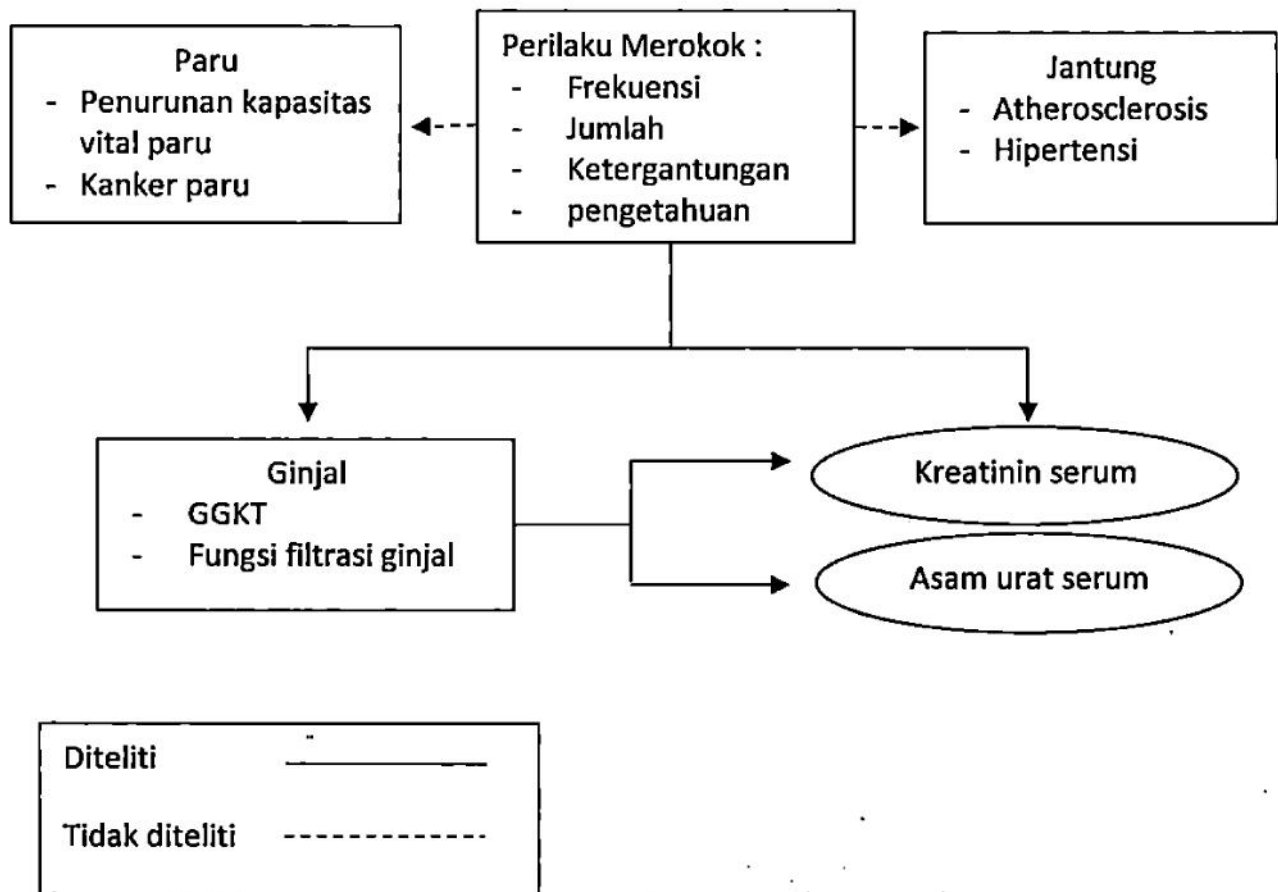 Paru
- Penurunan kapasitas
vital paru
- Kanker paru
Perilaku Merokok :
- Frekuensi
- Jumlah
- Ketergantungan
- pengetahuan
Jantung
- Atherosclerosis
- Hipertensi
Ginjal
- GGKT
- Fungsi filtrasi ginjal
Kreatinin serum
Asam urat serum
Diteliti
Tidak diteliti